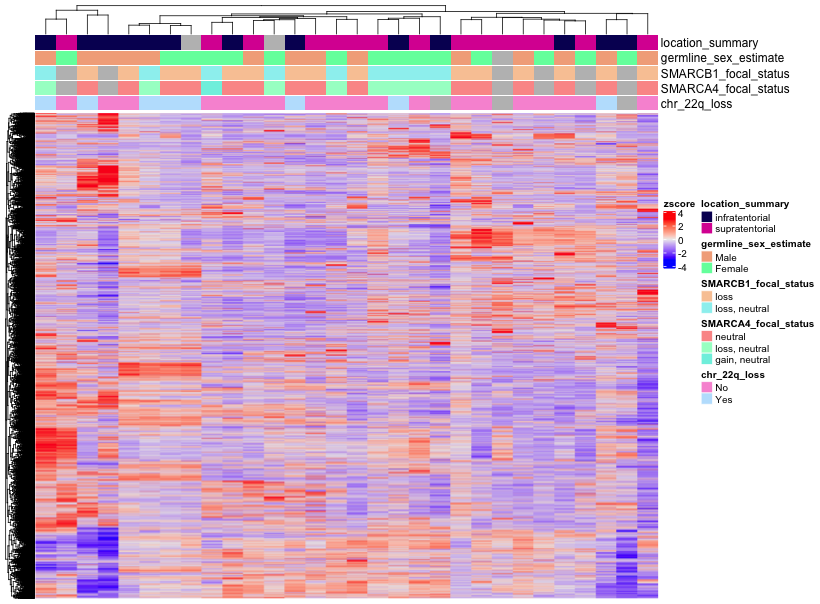 location_summary
germline_sex_estimate
SMARCB1_focal_status
SMARCA4_focal_status
chr_22q_loss
zscore
4
2
0
-2
-4
location_summary
infratentorial
supratentorial
germline_sex_estimate
Male
Female
SMARCB1_focal_status
loss
loss, neutral
SMARCA4_focal_status
neutral
loss, neutral
gain, neutral
chr_22q_loss
No
Yes